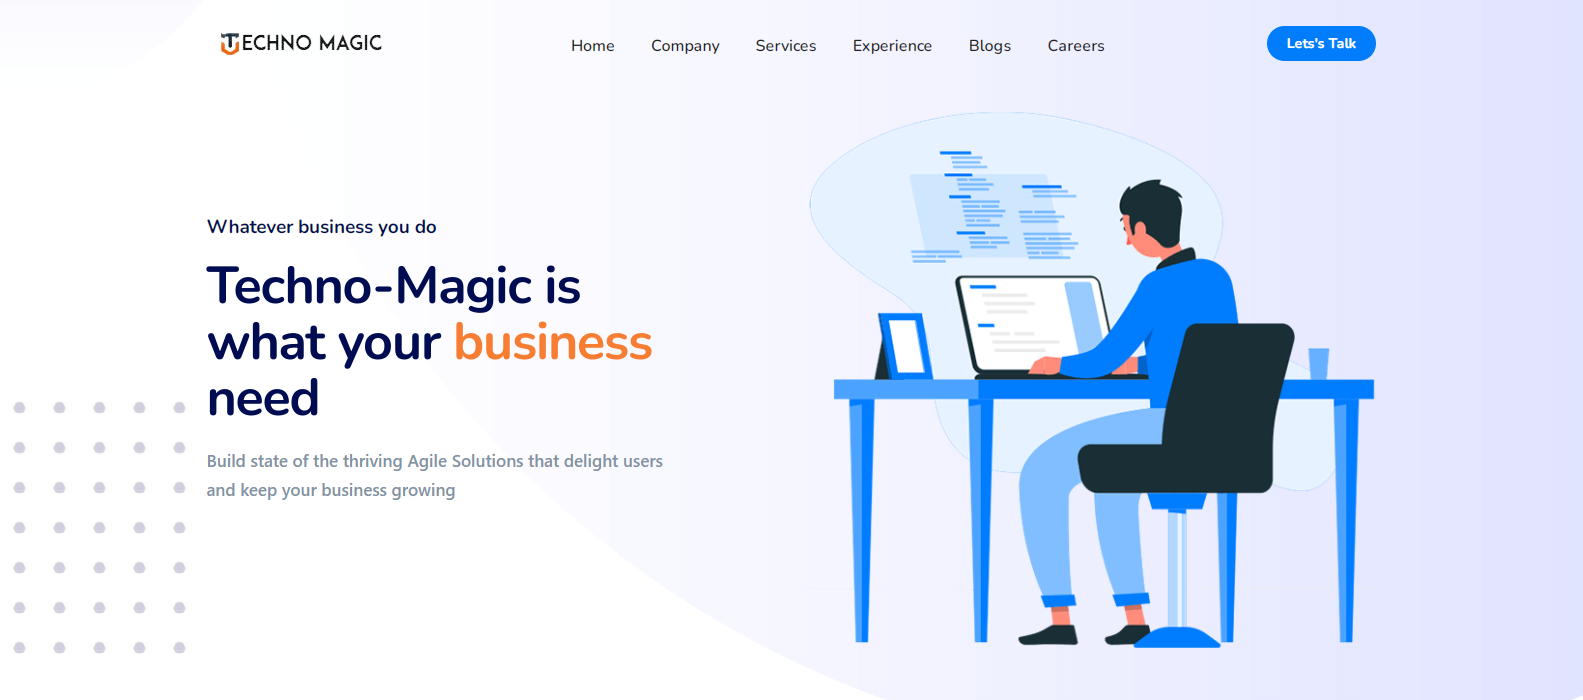 TECHNO MAGIC
Home Company Services Experience Blogs Careers
Lets's Talk
Whatever business you do
Techno-Magic is
what your business
need
Build state of the thriving Agile Solutions that delight users
and keep your business growing